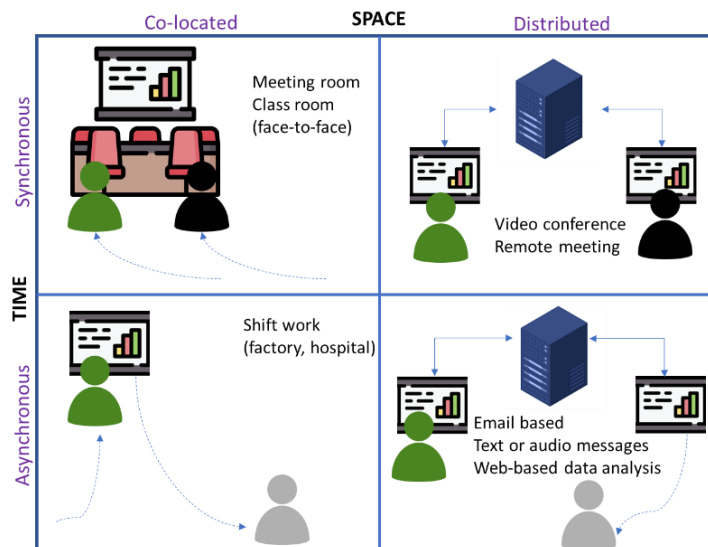 SPACE
Co-located
Distributed
TIME
Synchronous
Meeting room
Class room
(face-to-face)
Video conference
Remote meeting
Asynchronous
Shift work
(factory, hospital)
Email based
Text or audio messages
Web-based data analysis